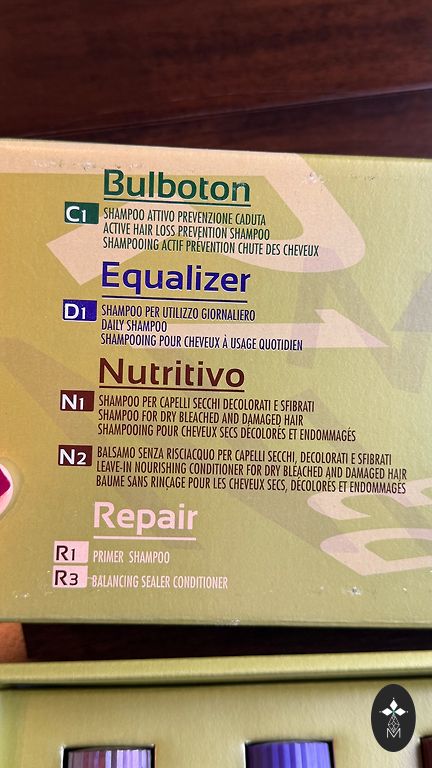 Bulboton
C1 SHAMPOO ATTIVO PREVENZIONE CADUTA
ACTIVE HAIR LOSS PREVENTION SHAMPOO
SHAMPOOING ACTIF PRÉVENTION CHUTE DES CHEVEUX
Equalizer
D1 SHAMPOO PER UTILIZZO GIORNALIERO
DAILY SHAMPOO
SHAMPOOING POUR CHEVEUX À USAGE QUOTIDIEN
Nutritivo
N1 SHAMPOO PER CAPELLI SECCHI DECOLORATI E SFIBRATI
SHAMPOO FOR DRY BLEACHED AND DAMAGED HAIR
SHAMPOOING POUR CHEVEUX SECS DÉCOLORÉS ET ENDOMMAGÉS
N2 BALSAMO SENZA RISCIACQUO PER CAPELLI SECCHI, DECOLORATI E SFIBRATI
LEAVE-IN NOURISHING CONDITIONER FOR DRY BLEACHED AND DAMAGED HAIR
BAUME SANS RINÇAGE POUR LES CHEVEUX SECS, DÉCOLORÉS ET ENDOMMAGÉS
Repair
R1 PRIMER SHAMPOO
R3 BALANCING SEALER CONDITIONER
M